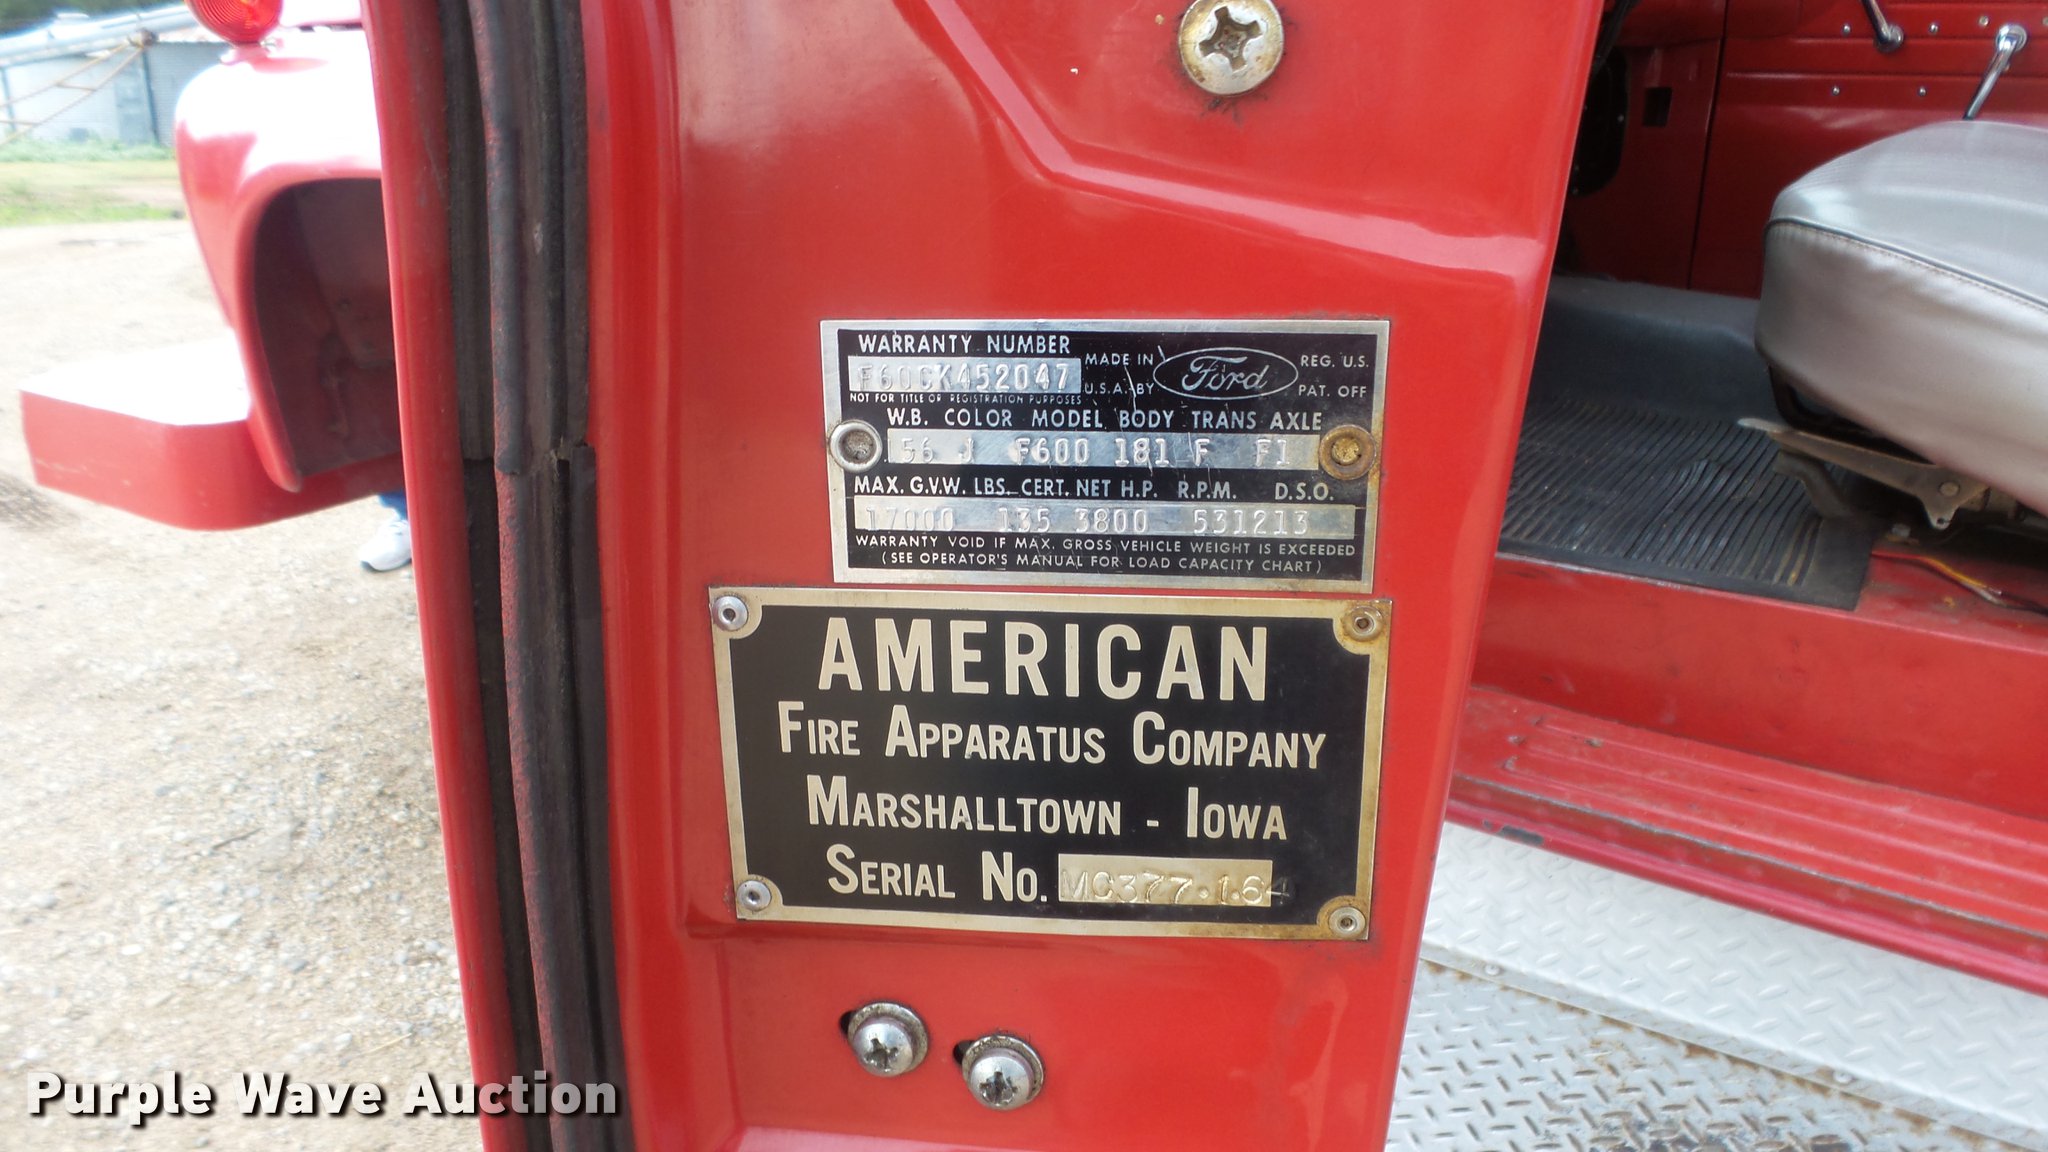 WARRANTY NUMBER
F60CK452047
NOT FOR TITLE OR REGISTRATION PURPOSES
MADE IN
U.S.A. BY
Ford
REG. U.S.
PAT. OFF
W.B. COLOR MODEL BODY TRANS AXLE
56 J F600 181 F F1
MAX. G.V.W. LBS. CERT. NET H.P. R.P.M. D.S.O.
17000 135 3800 531213
WARRANTY VOID IF MAX. GROSS VEHICLE WEIGHT IS EXCEEDED
(SEE OPERATOR'S MANUAL FOR LOAD CAPACITY CHART)
AMERICAN
FIRE APPARATUS COMPANY
MARSHALLTOWN - IOWA
SERIAL NO. MC377.1.64
Purple Wave Auction